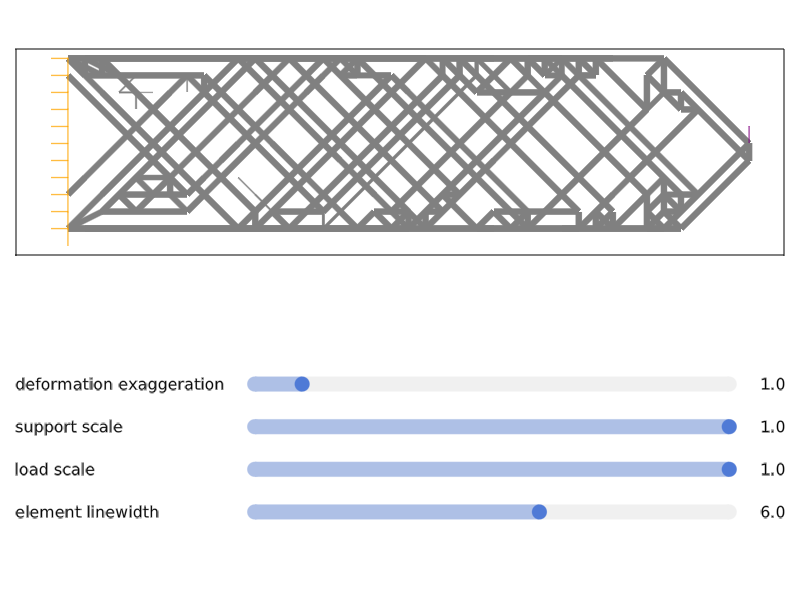 deformation exaggeration 1.0
support scale 1.0
load scale 1.0
element linewidth 6.0